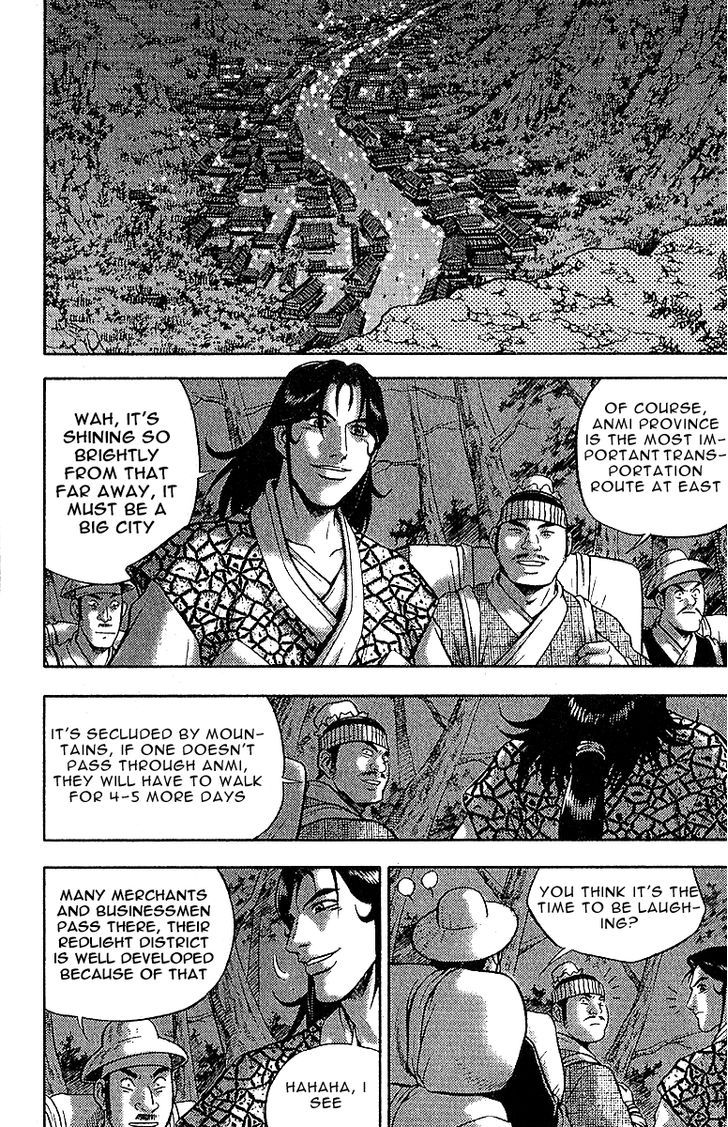 WAH, IT'S
SHINING SO
BRIGHTLY
FROM THAT
FAR AWAY, IT
MUST BE A
BIG CITY
OF COURSE,
ANMI PROVINCE
IS THE MOST IM-
PORTANT TRANS-
PORTATION
ROUTE AT EAST
IT'S SECLUDED BY MOUN-
TAINS, IF ONE DOESN'T
PASS THROUGH ANMI,
THEY WILL HAVE TO WALK
FOR 4-5 MORE DAYS
MANY MERCHANTS
AND BUSINESSMEN
PASS THERE, THEIR
REDLIGHT DISTRICT
IS WELL DEVELOPED
BECAUSE OF THAT
HAHAHA, I
SEE
YOU THINK IT'S THE
TIME TO BE LAUGH-
ING?